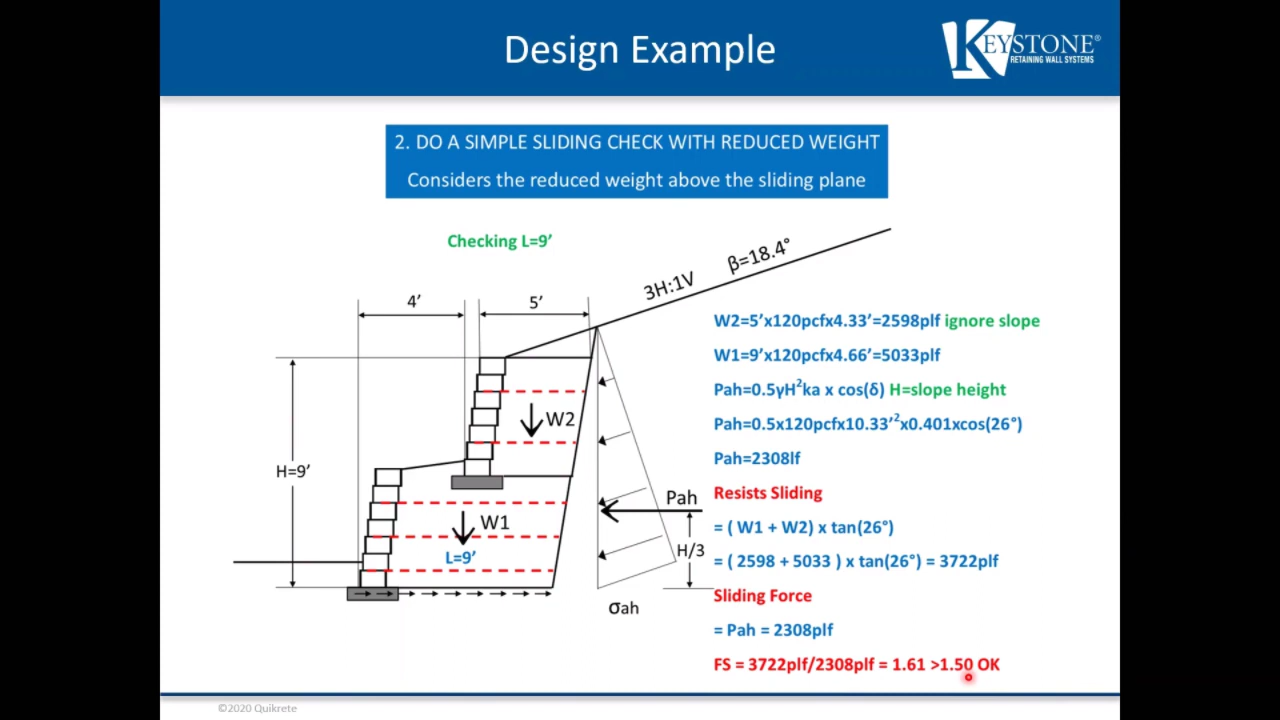 Design Example
KEYSTONE®
RETAINING WALL SYSTEMS
2. DO A SIMPLE SLIDING CHECK WITH REDUCED WEIGHT
Considers the reduced weight above the sliding plane
Checking L=9’
3H:1V
β=18.4°
4’
5’
W2
H=9’
W1
L=9’
Pah
H/3
σah
W2=5’x120pcfx4.33’=2598plf ignore slope
W1=9’x120pcfx4.66’=5033plf
Pah=0.5γH²ka x cos(δ) H=slope height
Pah=0.5x120pcfx10.33’²x0.401xcos(26°)
Pah=2308lf
Resists Sliding
= ( W1 + W2) x tan(26°)
= ( 2598 + 5033 ) x tan(26°) = 3722plf
Sliding Force
= Pah = 2308plf
FS = 3722plf/2308plf = 1.61 >1.50 OK
©2020 Quikrete